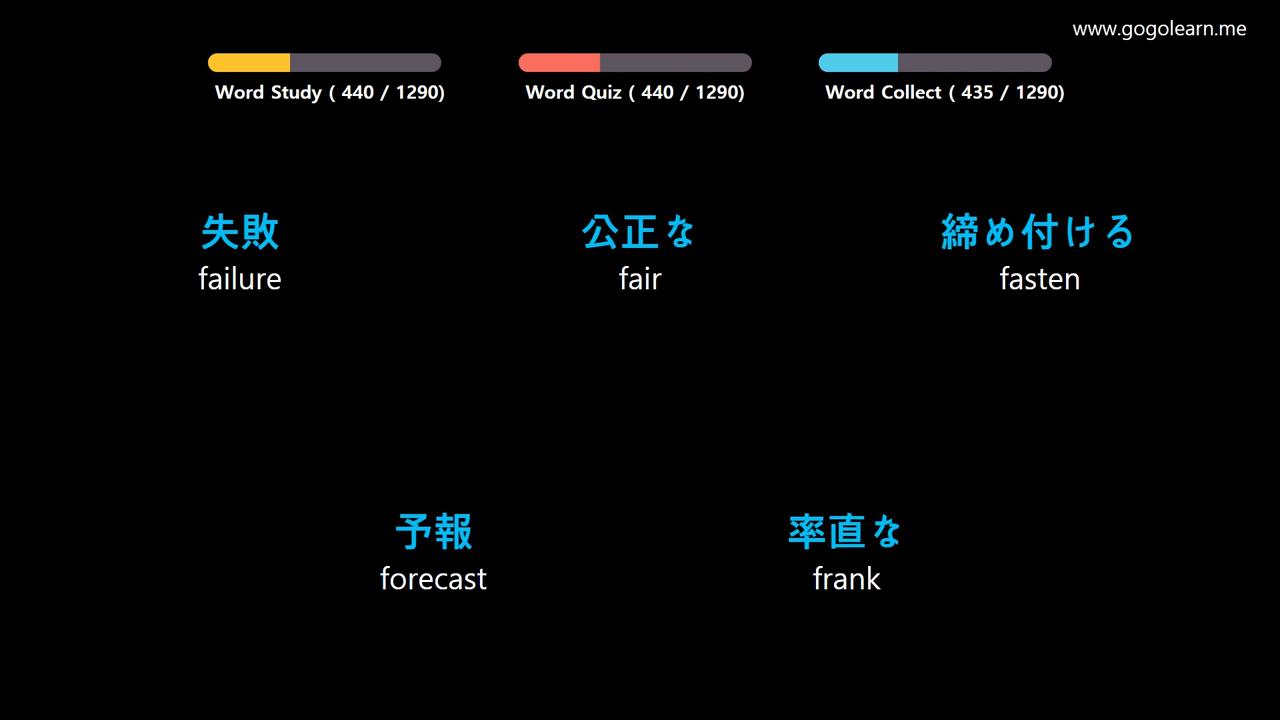 www.gogolearn.me
Word Study ( 440 / 1290)
Word Quiz ( 440 / 1290)
Word Collect ( 435 / 1290)
失敗
failure
公正な
fair
締め付ける
fasten
予報
forecast
率直な
frank